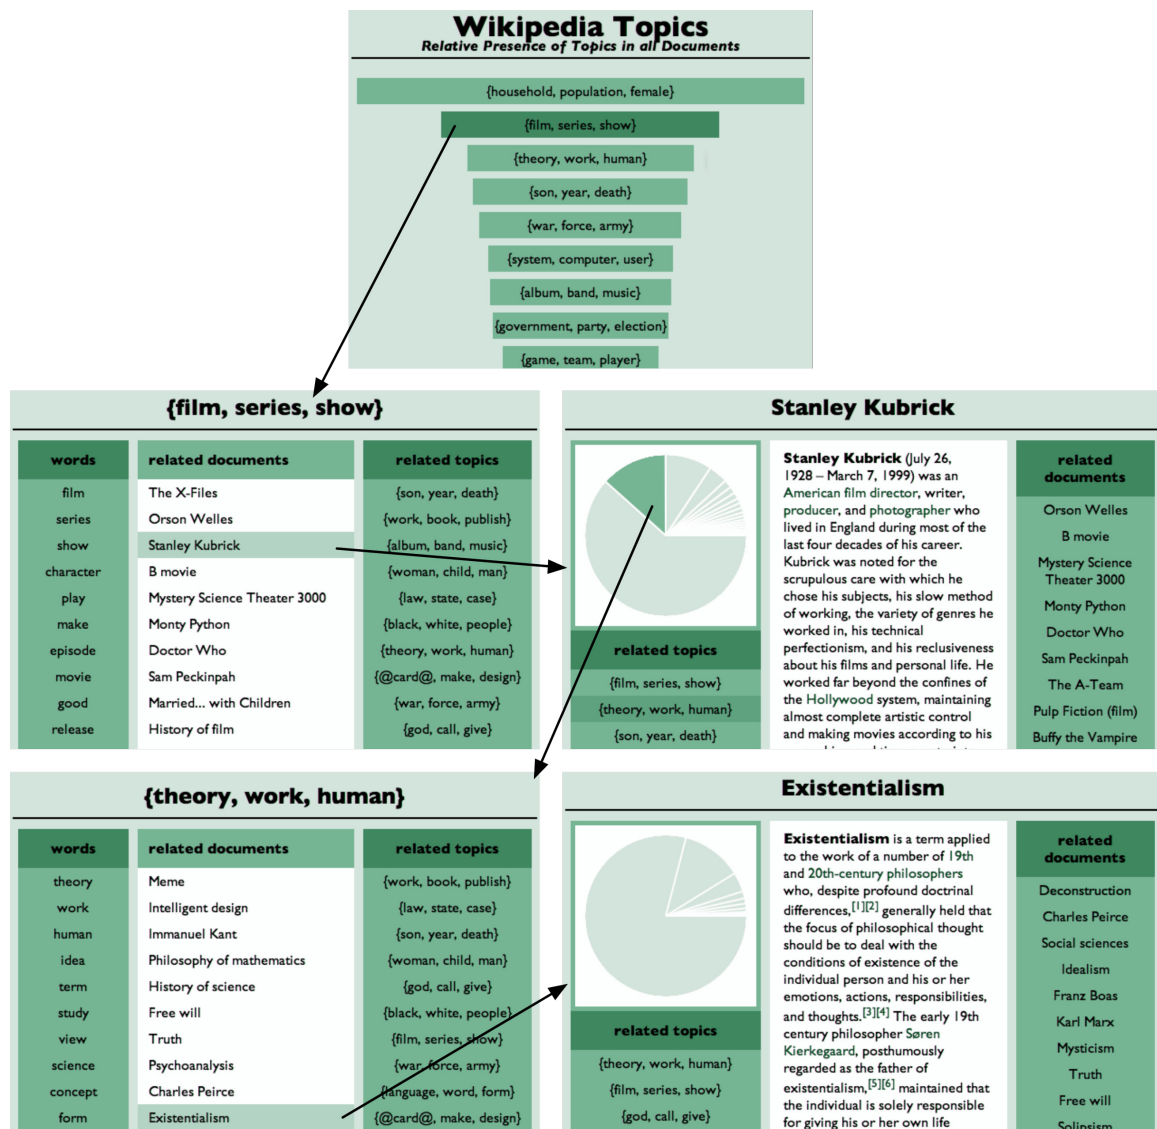 Wikipedia Topics
Relative Presence of Topics in all Documents
{household, population, female}
{film, series, show}
{theory, work, human}
{son, year, death}
{war, force, army}
{system, computer, user}
{album, band, music}
{government, party, election}
{game, team, player}
{film, series, show}
words
film
series
show
character
play
make
episode
movie
good
release
related documents
The X-Files
Orson Welles
Stanley Kubrick
B movie
Mystery Science Theater 3000
Monty Python
Doctor Who
Sam Peckinpah
Married... with Children
History of film
related topics
{son, year, death}
{work, book, publish}
{album, band, music}
{woman, child, man}
{law, state, case}
{black, white, people}
{theory, work, human}
{@card@, make, design}
{war, force, army}
{god, call, give}
Stanley Kubrick
related topics
{film, series, show}
{theory, work, human}
{son, year, death}
Stanley Kubrick (July 26,
1928 – March 7, 1999) was an
American film director, writer,
producer, and photographer who
lived in England during most of the
last four decades of his career.
Kubrick was noted for the
scrupulous care with which he
chose his subjects, his slow method
of working, the variety of genres he
worked in, his technical
perfectionism, and his reclusiveness
about his films and personal life. He
worked far beyond the confines of
the Hollywood system, maintaining
almost complete artistic control
and making movies according to his
related
documents
Orson Welles
B movie
Mystery Science
Theater 3000
Monty Python
Doctor Who
Sam Peckinpah
The A-Team
Pulp Fiction (film)
Buffy the Vampire
{theory, work, human}
words
theory
work
human
idea
term
study
view
science
concept
form
related documents
Meme
Intelligent design
Immanuel Kant
Philosophy of mathematics
History of science
Free will
Truth
Psychoanalysis
Charles Peirce
Existentialism
related topics
{work, book, publish}
{law, state, case}
{son, year, death}
{woman, child, man}
{god, call, give}
{black, white, people}
{film, series, show}
{war, force, army}
{language, word, form}
{@card@, make, design}
Existentialism
related topics
{theory, work, human}
{film, series, show}
{god, call, give}
Existentialism is a term applied
to the work of a number of 19th
and 20th-century philosophers
who, despite profound doctrinal
differences,[1][2] generally held that
the focus of philosophical thought
should be to deal with the
conditions of existence of the
individual person and his or her
emotions, actions, responsibilities,
and thoughts.[3][4] The early 19th
century philosopher Søren
Kierkegaard, posthumously
regarded as the father of
existentialism,[5][6] maintained that
the individual is solely responsible
for giving his or her own life
related
documents
Deconstruction
Charles Peirce
Social sciences
Idealism
Franz Boas
Karl Marx
Mysticism
Truth
Free will
Solipsism